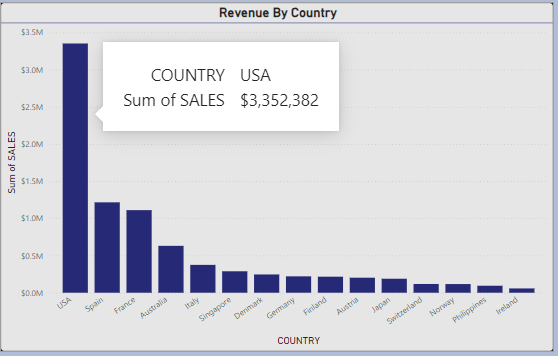 Revenue By Country
$3.5M
COUNTRY USA
Sum of SALES $3,352,382
$3.0M
$2.5M
$2.0M
$1.5M
$1.0M
$0.5M
$0.0M
Sum of SALES
USA
Spain
France
Australia
Italy
Singapore
Denmark
Germany
Finland
Austria
Japan
Switzerland
Norway
Philippines
Ireland
COUNTRY